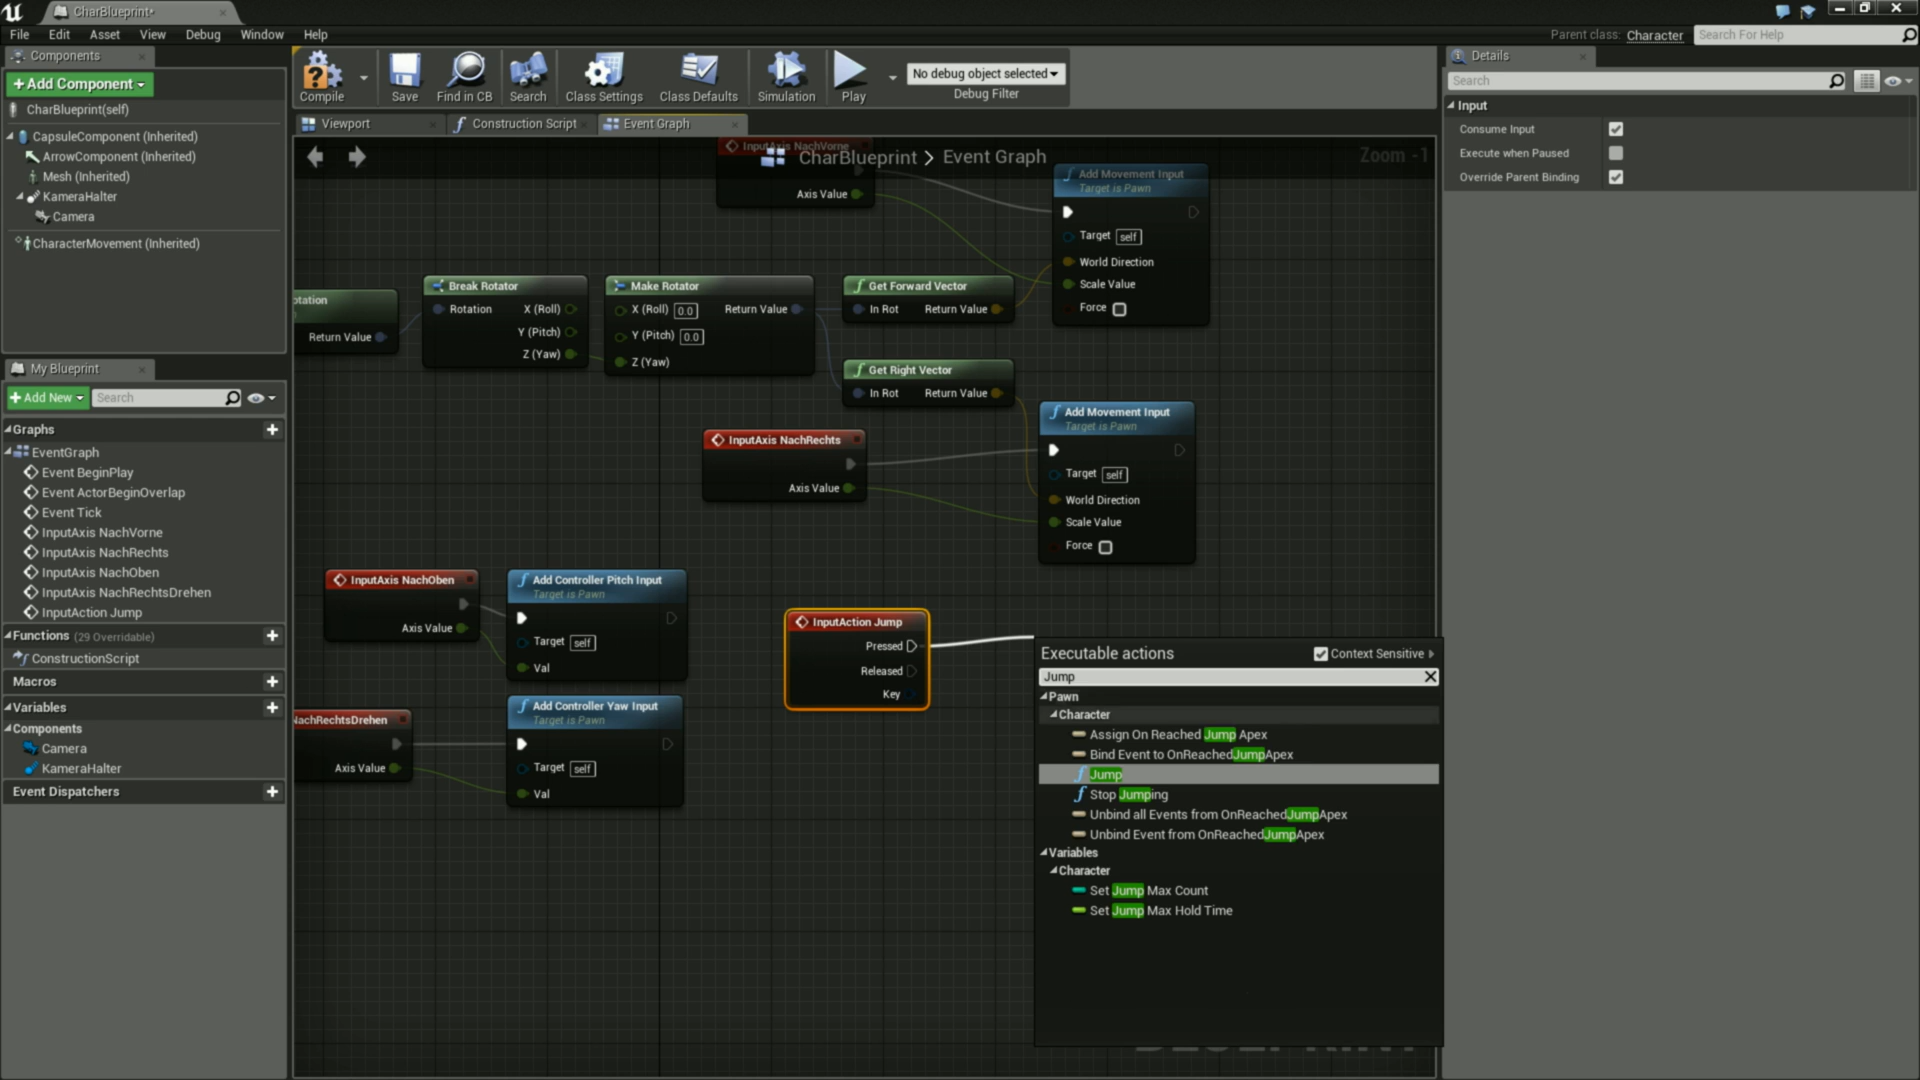 CharBlueprint*
File Edit Asset View Debug Window Help
Parent class: Character
Search For Help
Components
+Add Component
CharBlueprint(self)
CapsuleComponent (Inherited)
ArrowComponent (Inherited)
Mesh (Inherited)
KameraHalter
Camera
CharacterMovement (Inherited)
My Blueprint
+Add New
Search
Graphs
EventGraph
Event BeginPlay
Event ActorBeginOverlap
Event Tick
InputAxis NachVorne
InputAxis NachRechts
InputAxis NachOben
InputAxis NachRechtsDrehen
InputAction Jump
Functions (29 Overridable)
ConstructionScript
Macros
Variables
Components
Camera
KameraHalter
Event Dispatchers
Compile
Save
Find in CB
Search
Class Settings
Class Defaults
Simulation
Play
No debug object selected
Debug Filter
Viewport
Construction Script
Event Graph
CharBlueprint > Event Graph
Zoom -1
InputAxis NachVorne
Axis Value
Add Movement Input
Target is Pawn
Target self
World Direction
Scale Value
Force
otation
Return Value
Break Rotator
Rotation X (Roll)
Y (Pitch)
Z (Yaw)
Make Rotator
X (Roll) 0.0 Return Value
Y (Pitch) 0.0
Z (Yaw)
Get Forward Vector
In Rot Return Value
Get Right Vector
In Rot Return Value
InputAxis NachRechts
Axis Value
Add Movement Input
Target is Pawn
Target self
World Direction
Scale Value
Force
InputAxis NachOben
Axis Value
Add Controller Pitch Input
Target is Pawn
Target self
Val
NachRechtsDrehen
Axis Value
Add Controller Yaw Input
Target is Pawn
Target self
Val
InputAction Jump
Pressed
Released
Key
Executable actions
Context Sensitive
Jump
Pawn
Character
Assign On Reached Jump Apex
Bind Event to OnReachedJumpApex
Jump
Stop Jumping
Unbind all Events from OnReachedJumpApex
Unbind Event from OnReachedJumpApex
Variables
Character
Set Jump Max Count
Set Jump Max Hold Time
Details
Search
Input
Consume Input
Execute when Paused
Override Parent Binding